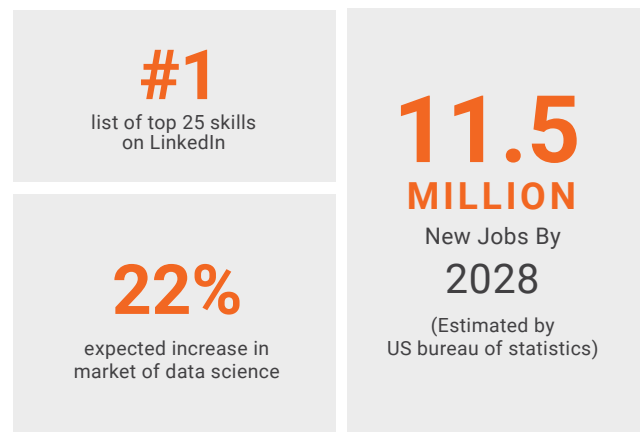 #1
list of top 25 skills
on LinkedIn
22%
expected increase in
market of data science
11.5
MILLION
New Jobs By
2028
(Estimated by
US bureau of statistics)